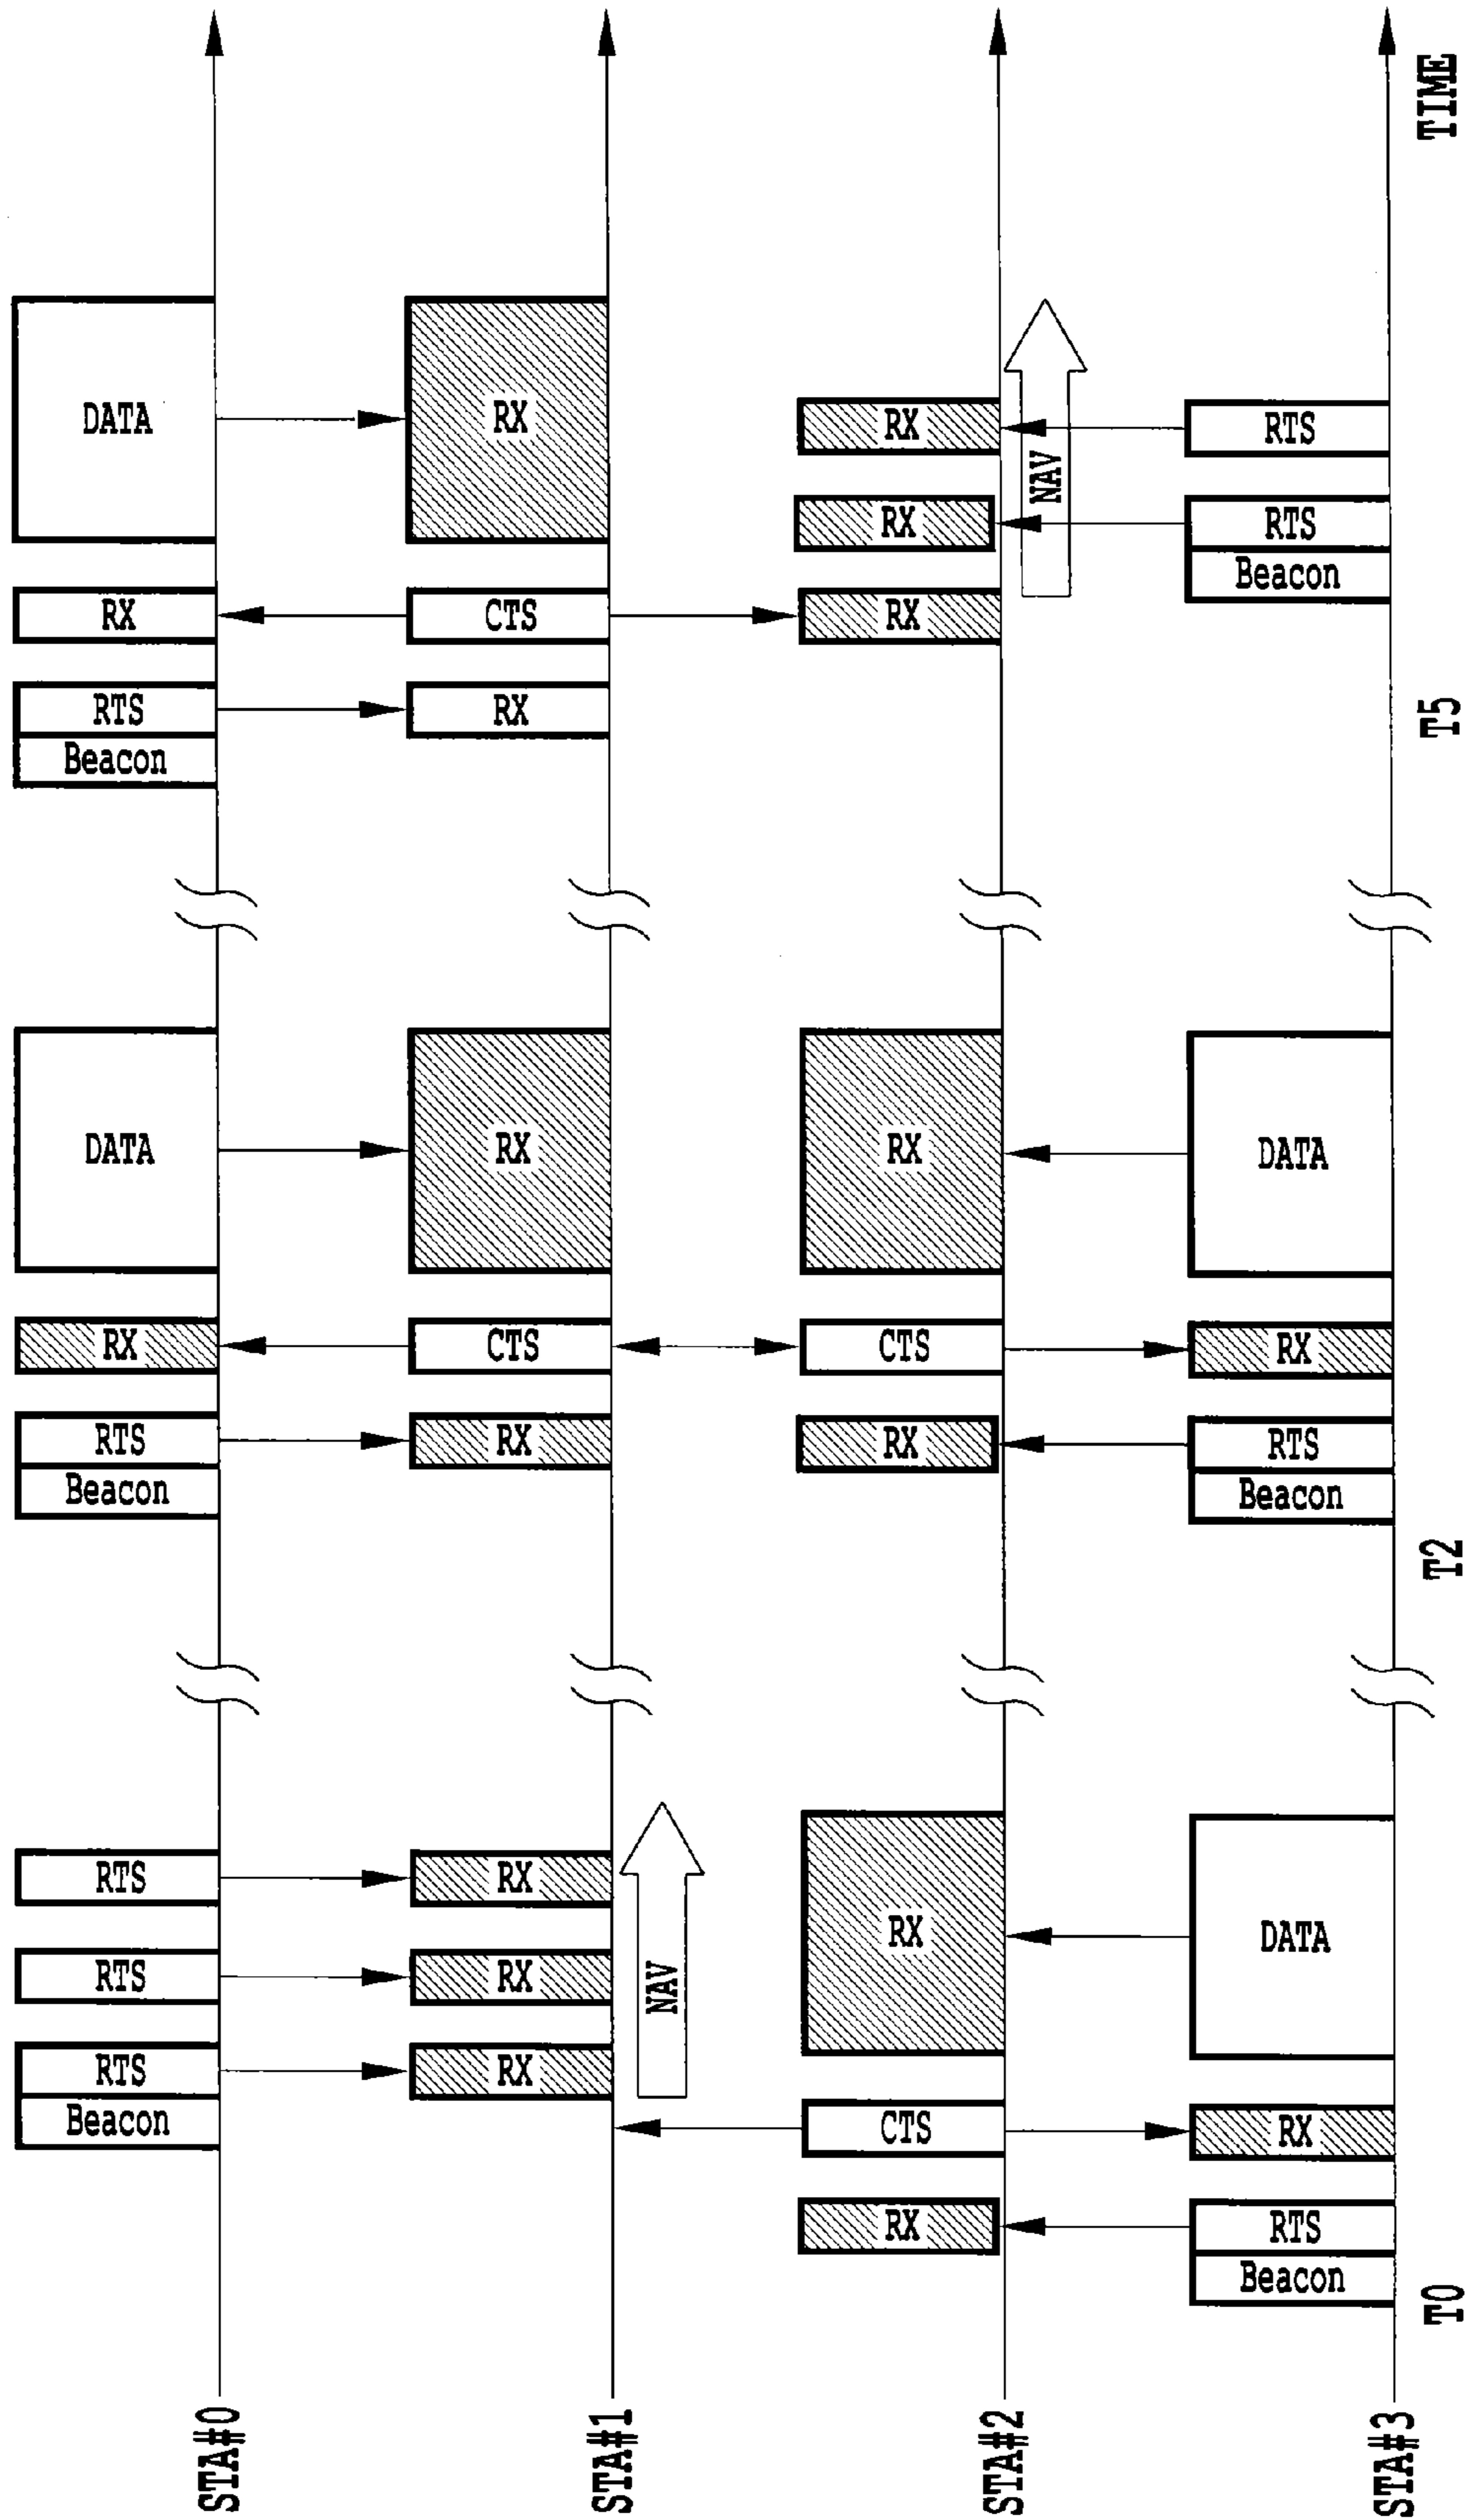 STA#0
Beacon
RTS
RTS
RTS
Beacon
RTS
RX
DATA
Beacon
RTS
RX
DATA
STA#1
RX
RX
RX
NAV
RX
CTS
RX
RX
CTS
RX
STA#2
RX
CTS
RX
RX
CTS
RX
RX
RX
RX
NAV
STA#3
Beacon
RTS
RX
DATA
Beacon
RTS
RX
DATA
Beacon
RTS
RTS
T0
T2
T5
TIME